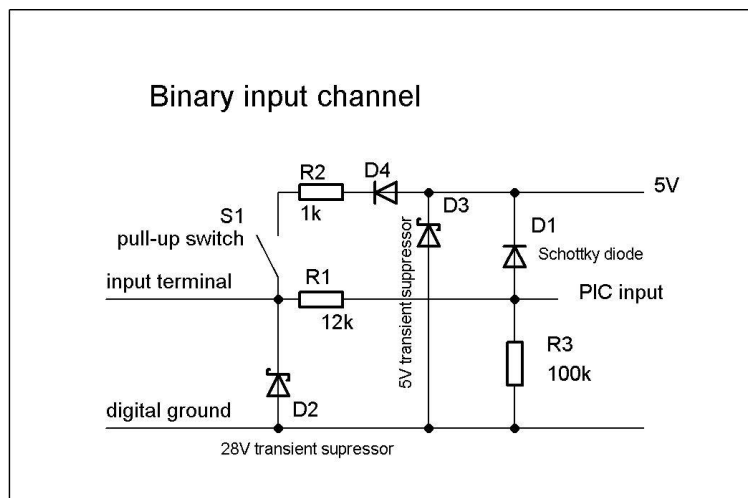 Binary input channel
R2
D4
1k
5V
D3
S1
pull-up switch
D1
Schottky diode
5V transient suppressor
input terminal
R1
12k
PIC input
R3
100k
digital ground
D2
28V transient supressor